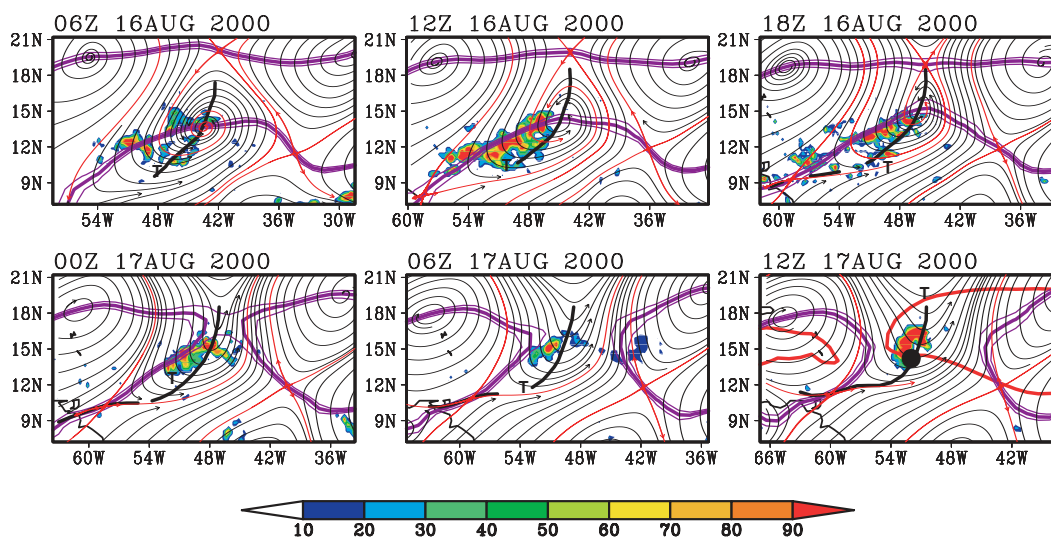 06Z 16AUG 2000 12Z 16AUG 2000 18Z 16AUG 2000
21N 21N 21N
18N 18N 18N
15N 15N 15N
12N 12N 12N
9N 9N 9N
T T T
54W 48W 42W 36W 30W 60W 54W 48W 42W 36W 60W 54W 48W 42W 36W
00Z 17AUG 2000 06Z 17AUG 2000 12Z 17AUG 2000
21N 21N 21N
T
18N 18N 18N
15N 15N 15N
T T
12N 12N 12N
9N 9N 9N
60W 54W 48W 42W 36W 60W 54W 48W 42W 66W 60W 54W 48W 42W
10 20 30 40 50 60 70 80 90